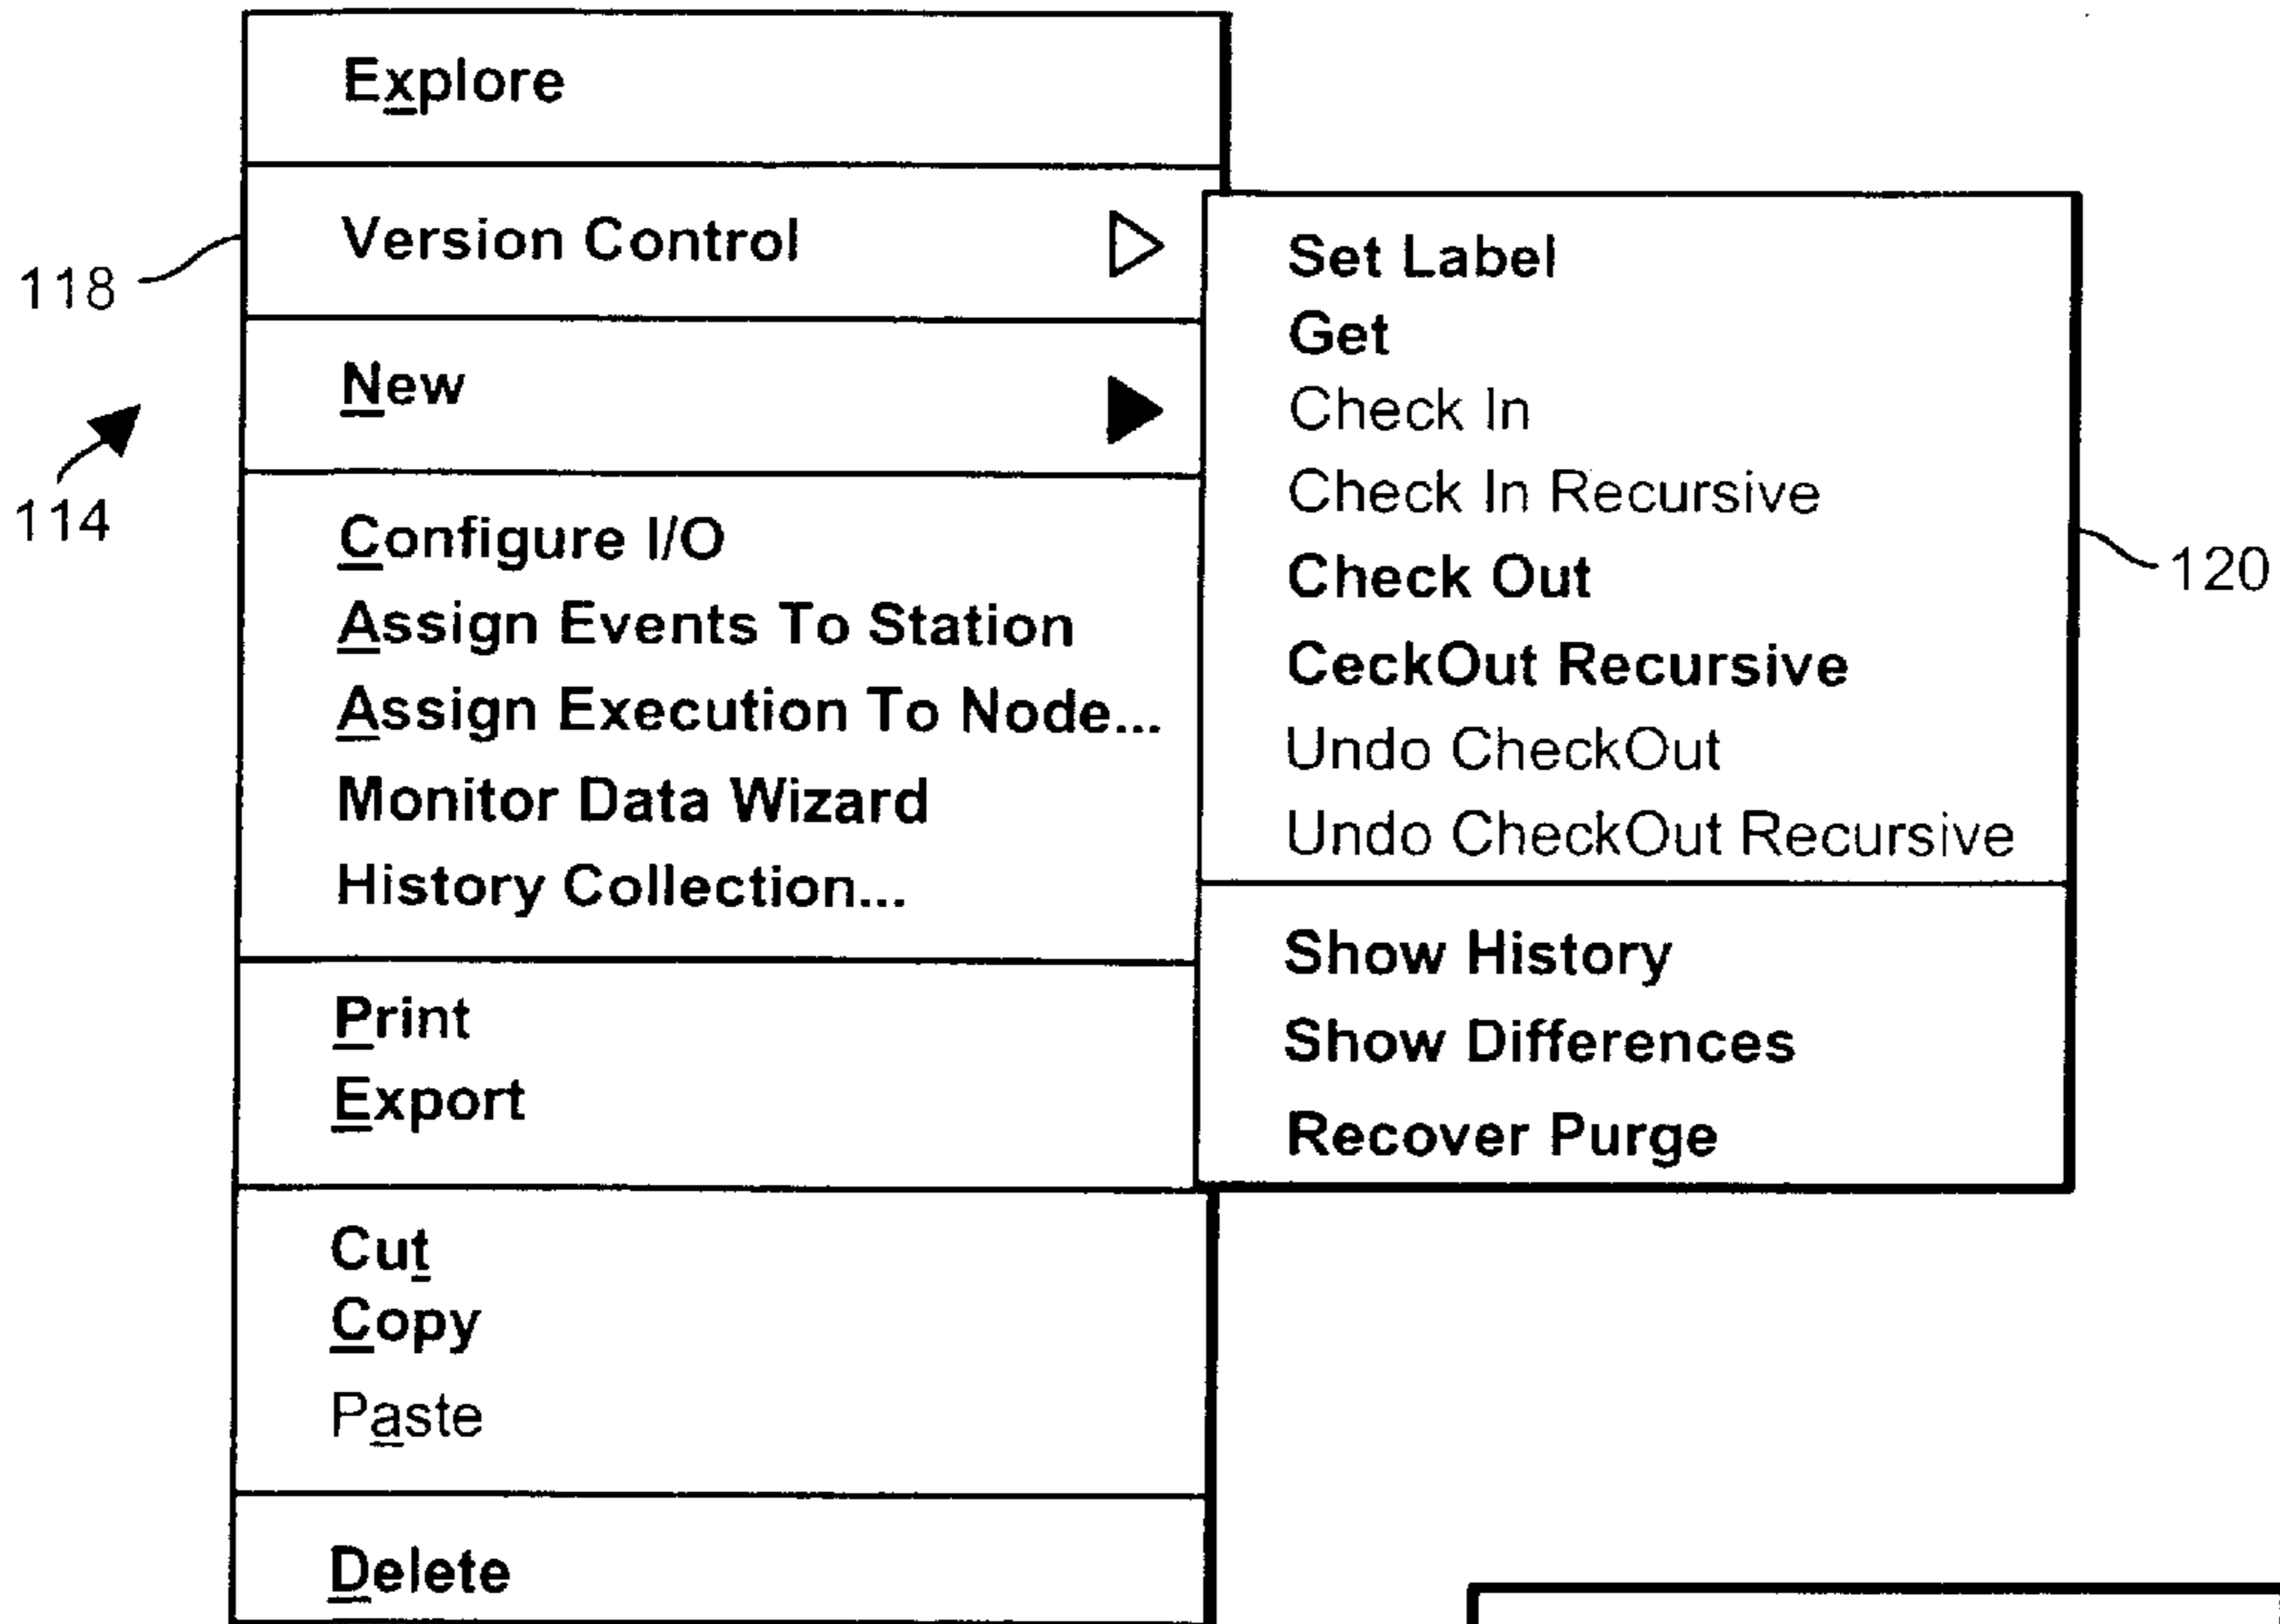 Explore
Version Control
118
New
114
Configure I/O
Assign Events To Station
Assign Execution To Node...
Monitor Data Wizard
History Collection...
Print
Export
Cut
Copy
Paste
Delete
Set Label
Get
Check In
Check In Recursive
Check Out
CeckOut Recursive
Undo CheckOut
Undo CheckOut Recursive
120
Show History
Show Differences
Recover Purge